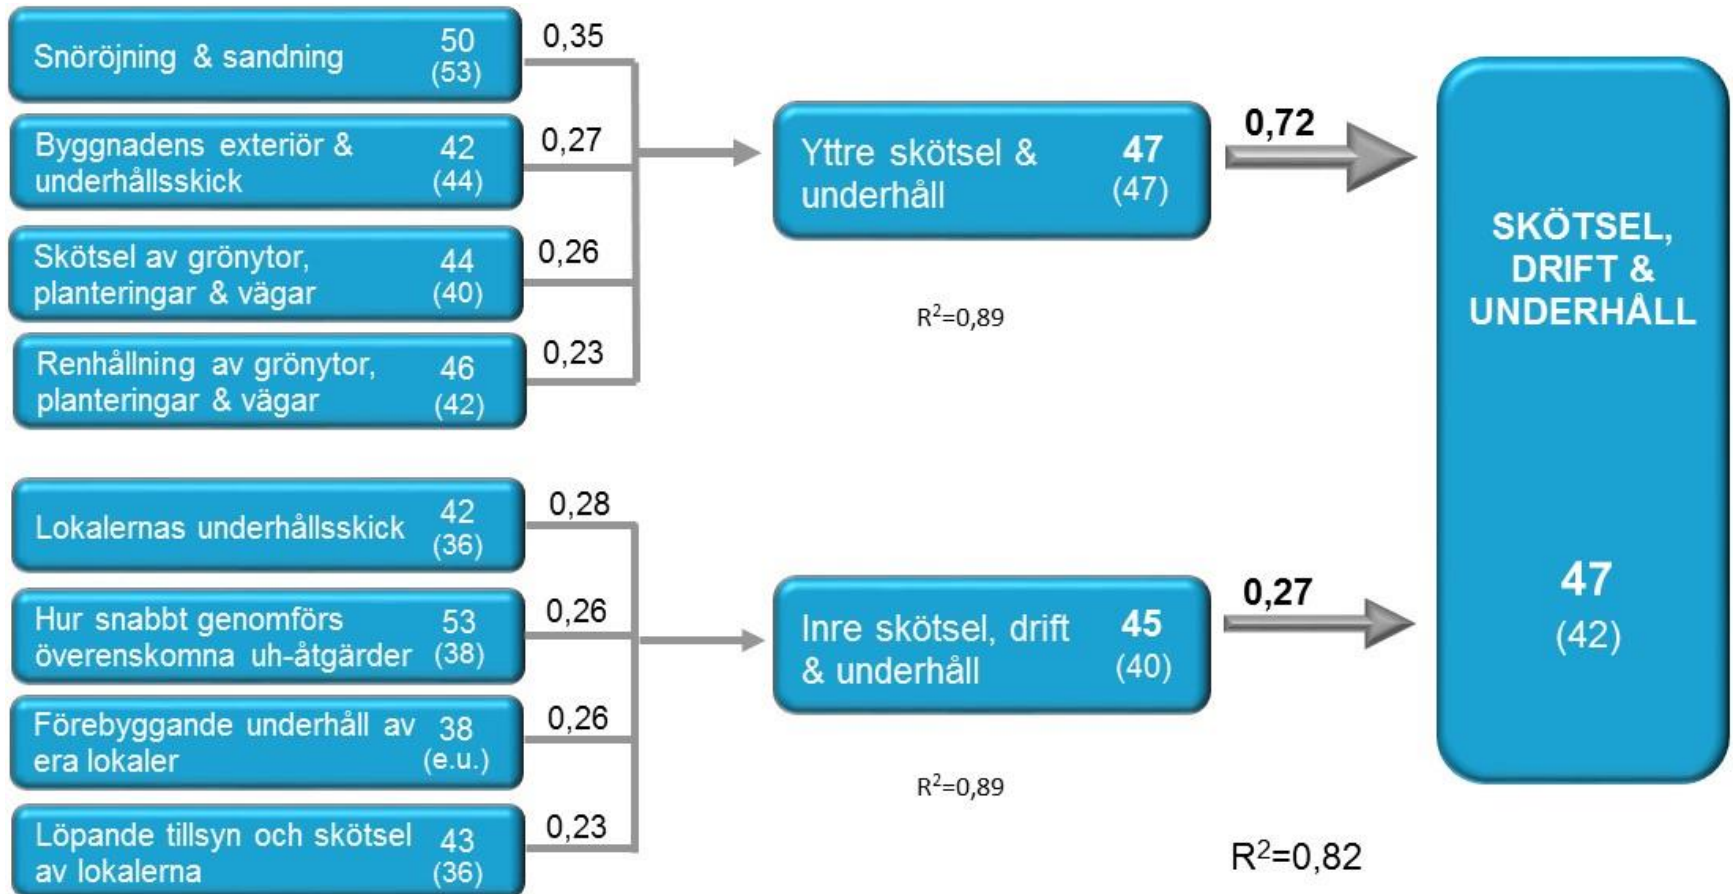 Snöröjning & sandning
50
(53)
0,35
Byggnadens exteriör &
underhållsskick
42
(44)
0,27
Skötsel av grönytor,
planteringar & vägar
44
(40)
0,26
Renhållning av grönytor,
planteringar & vägar
46
(42)
0,23
Yttre skötsel &
underhåll
47
(47)
0,72
R²=0,89
Lokalernas underhållsskick
42
(36)
0,28
Hur snabbt genomförs
överenskomna uh-åtgärder
53
(38)
0,26
Förebyggande underhåll av
era lokaler
38
(e.u.)
0,26
Löpande tillsyn och skötsel
av lokalerna
43
(36)
0,23
Inre skötsel, drift
& underhåll
45
(40)
0,27
R²=0,89
SKÖTSEL,
DRIFT &
UNDERHÅLL
47
(42)
R²=0,82